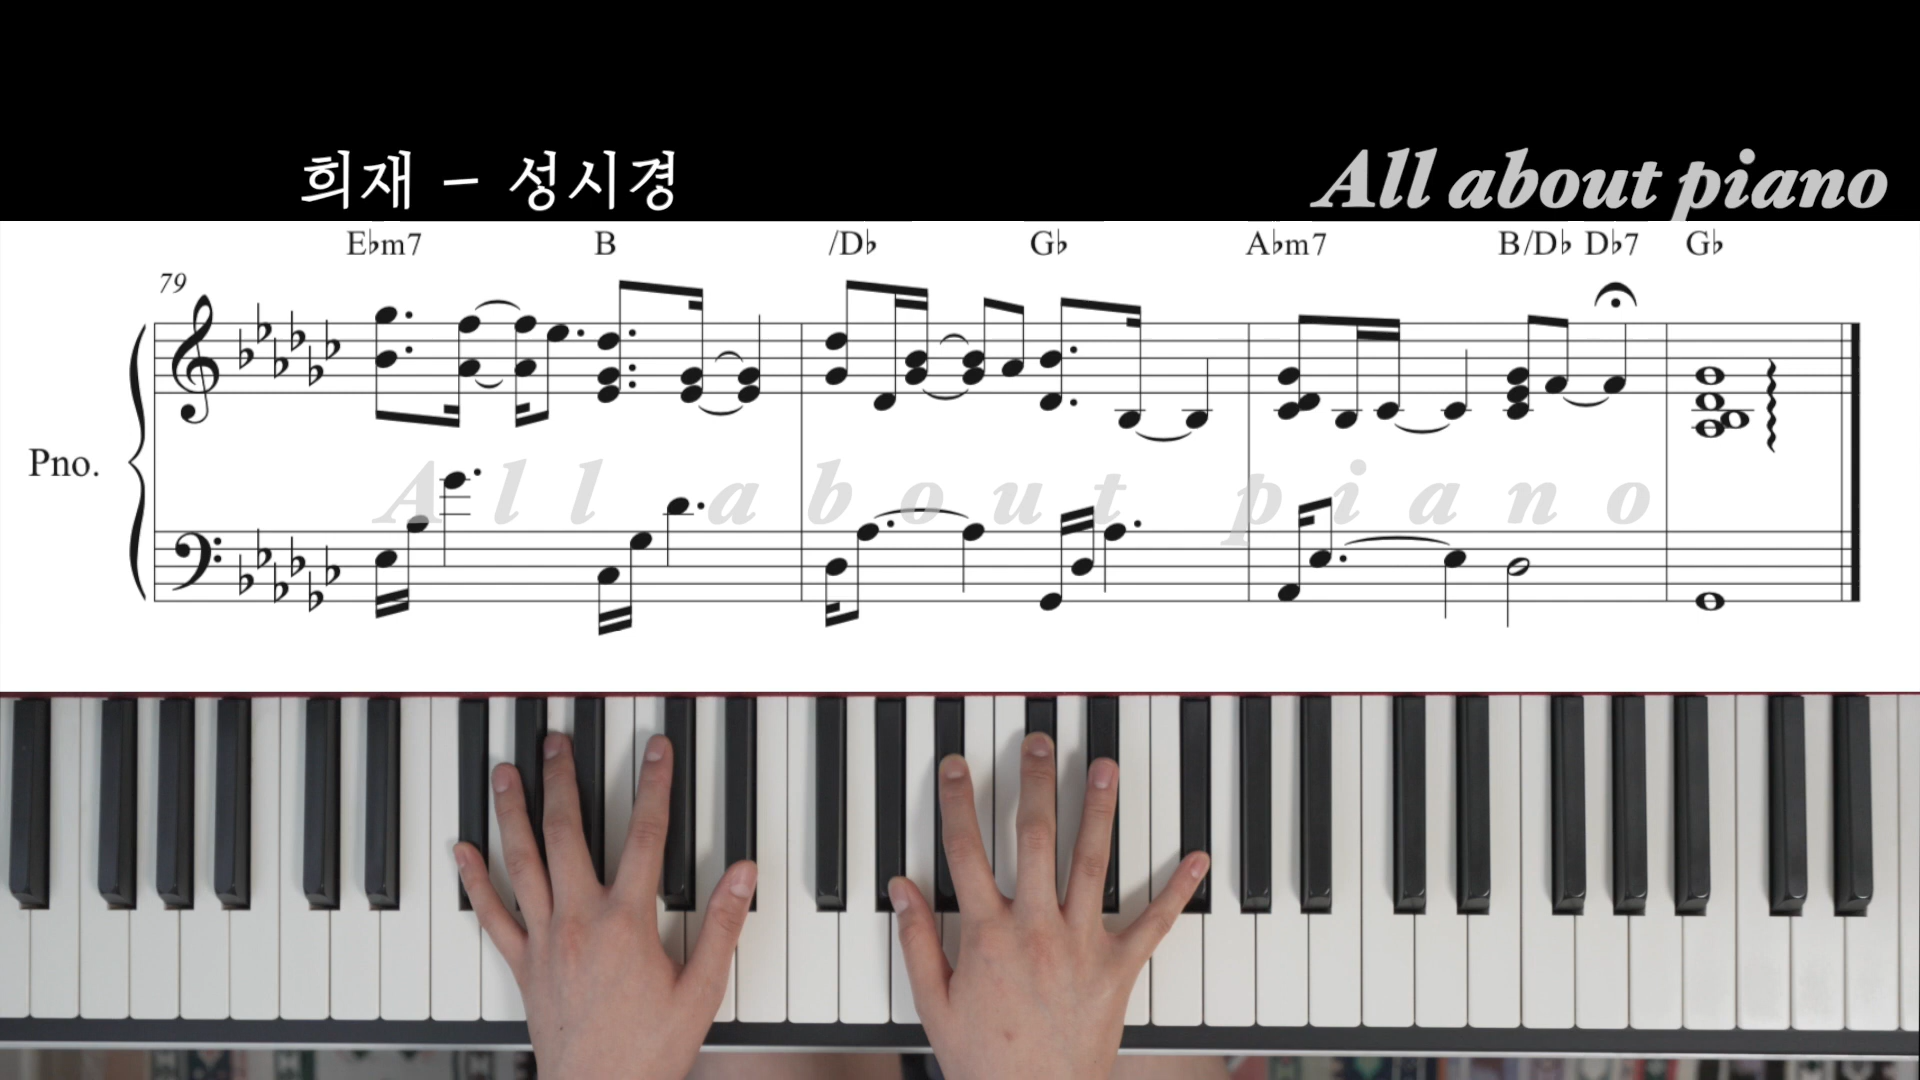 희재 - 성시경
All about piano
E♭m7 B /D♭ G♭ A♭m7 B/D♭ D♭7 G♭
79
Pno.
All about piano